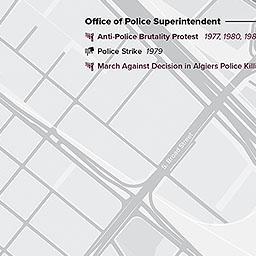 Office of Police Superintendent
Anti-Police Brutality Protest 1977, 1980, 198
Police Strike 1979
March Against Decision in Algiers Police Kill
S. Broad Street